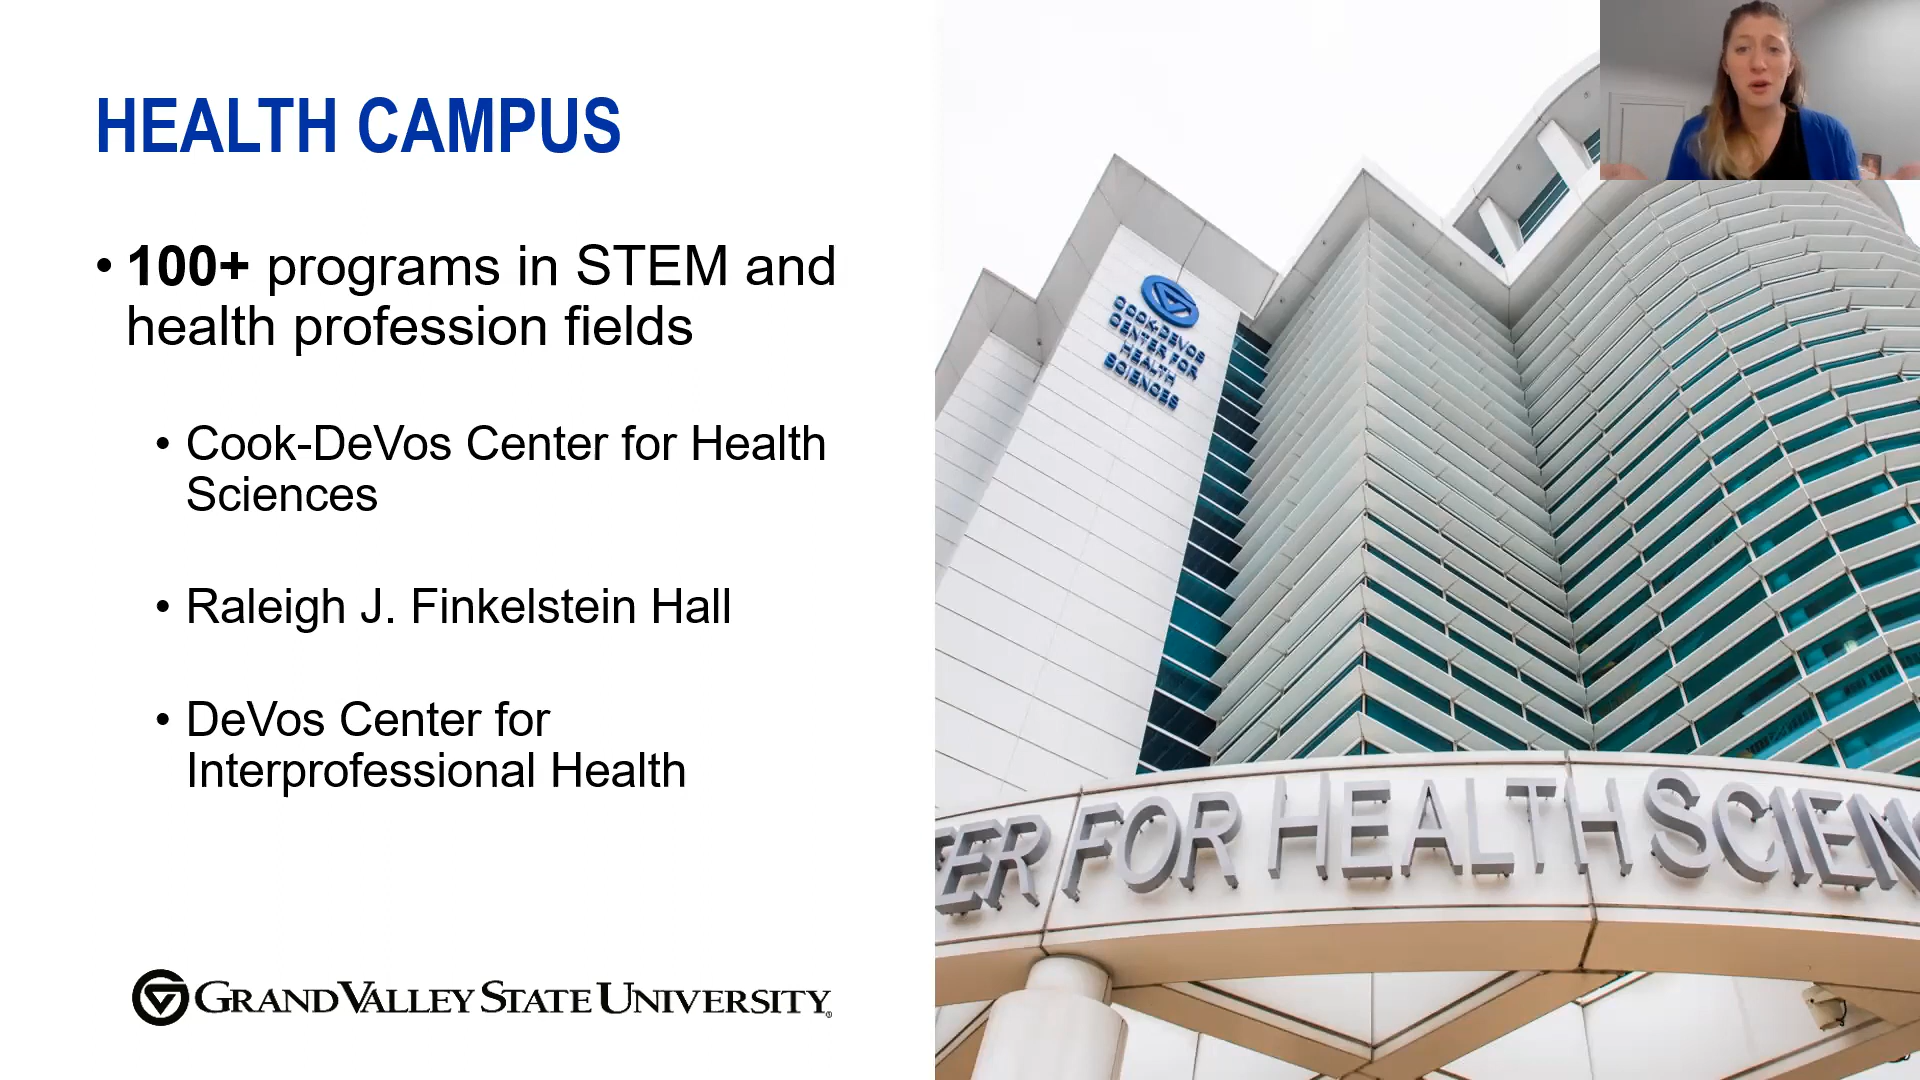 HEALTH CAMPUS
• 100+ programs in STEM and
health profession fields
• Cook-DeVos Center for Health
Sciences
• Raleigh J. Finkelstein Hall
• DeVos Center for
Interprofessional Health
GRAND VALLEY STATE UNIVERSITY®
COOK-DEVOS
CENTER FOR
HEALTH
SCIENCES
TER FOR HEALTH SCIEN